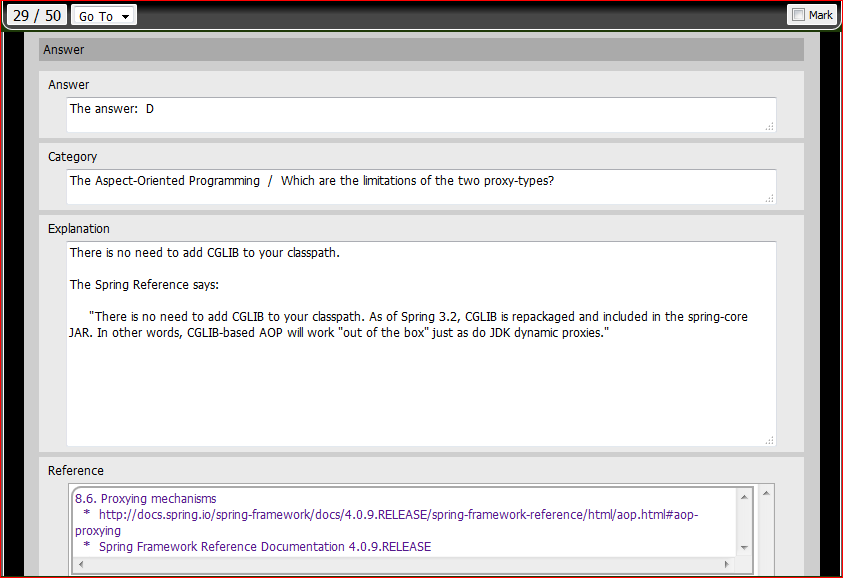 29 / 50 Go To Mark
Answer
Answer
The answer:  D
Category
The Aspect-Oriented Programming  /  Which are the limitations of the two proxy-types?
Explanation
There is no need to add CGLIB to your classpath.
The Spring Reference says:
"There is no need to add CGLIB to your classpath. As of Spring 3.2, CGLIB is repackaged and included in the spring-core
JAR. In other words, CGLIB-based AOP will work "out of the box" just as do JDK dynamic proxies."
Reference
8.6. Proxying mechanisms
*  http://docs.spring.io/spring-framework/docs/4.0.9.RELEASE/spring-framework-reference/html/aop.html#aop-
proxying
*  Spring Framework Reference Documentation 4.0.9.RELEASE